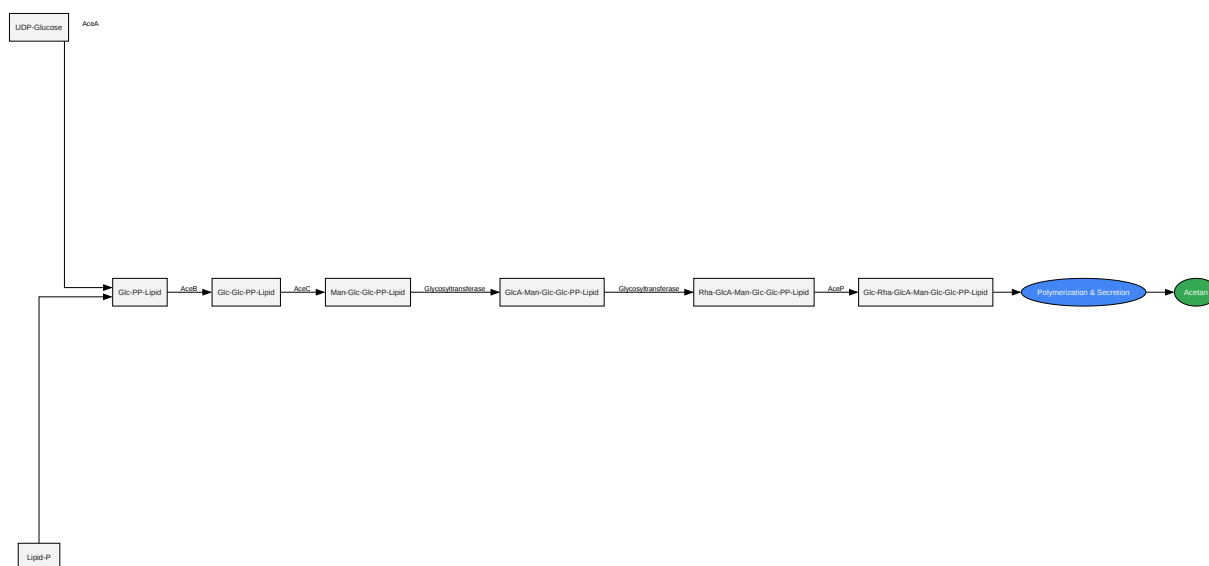 UDP-Glucose
AceA
Glc-PP-Lipid
AceB
Glc-Glc-PP-Lipid
AceC
Man-Glc-Glc-PP-Lipid
Glycosyltransferase
GlcA-Man-Glc-Glc-PP-Lipid
Glycosyltransferase
Rha-GlcA-Man-Glc-Glc-PP-Lipid
AceP
Glc-Rha-GlcA-Man-Glc-Glc-PP-Lipid
Polymerization & Secretion
Acetan
Lipid-P